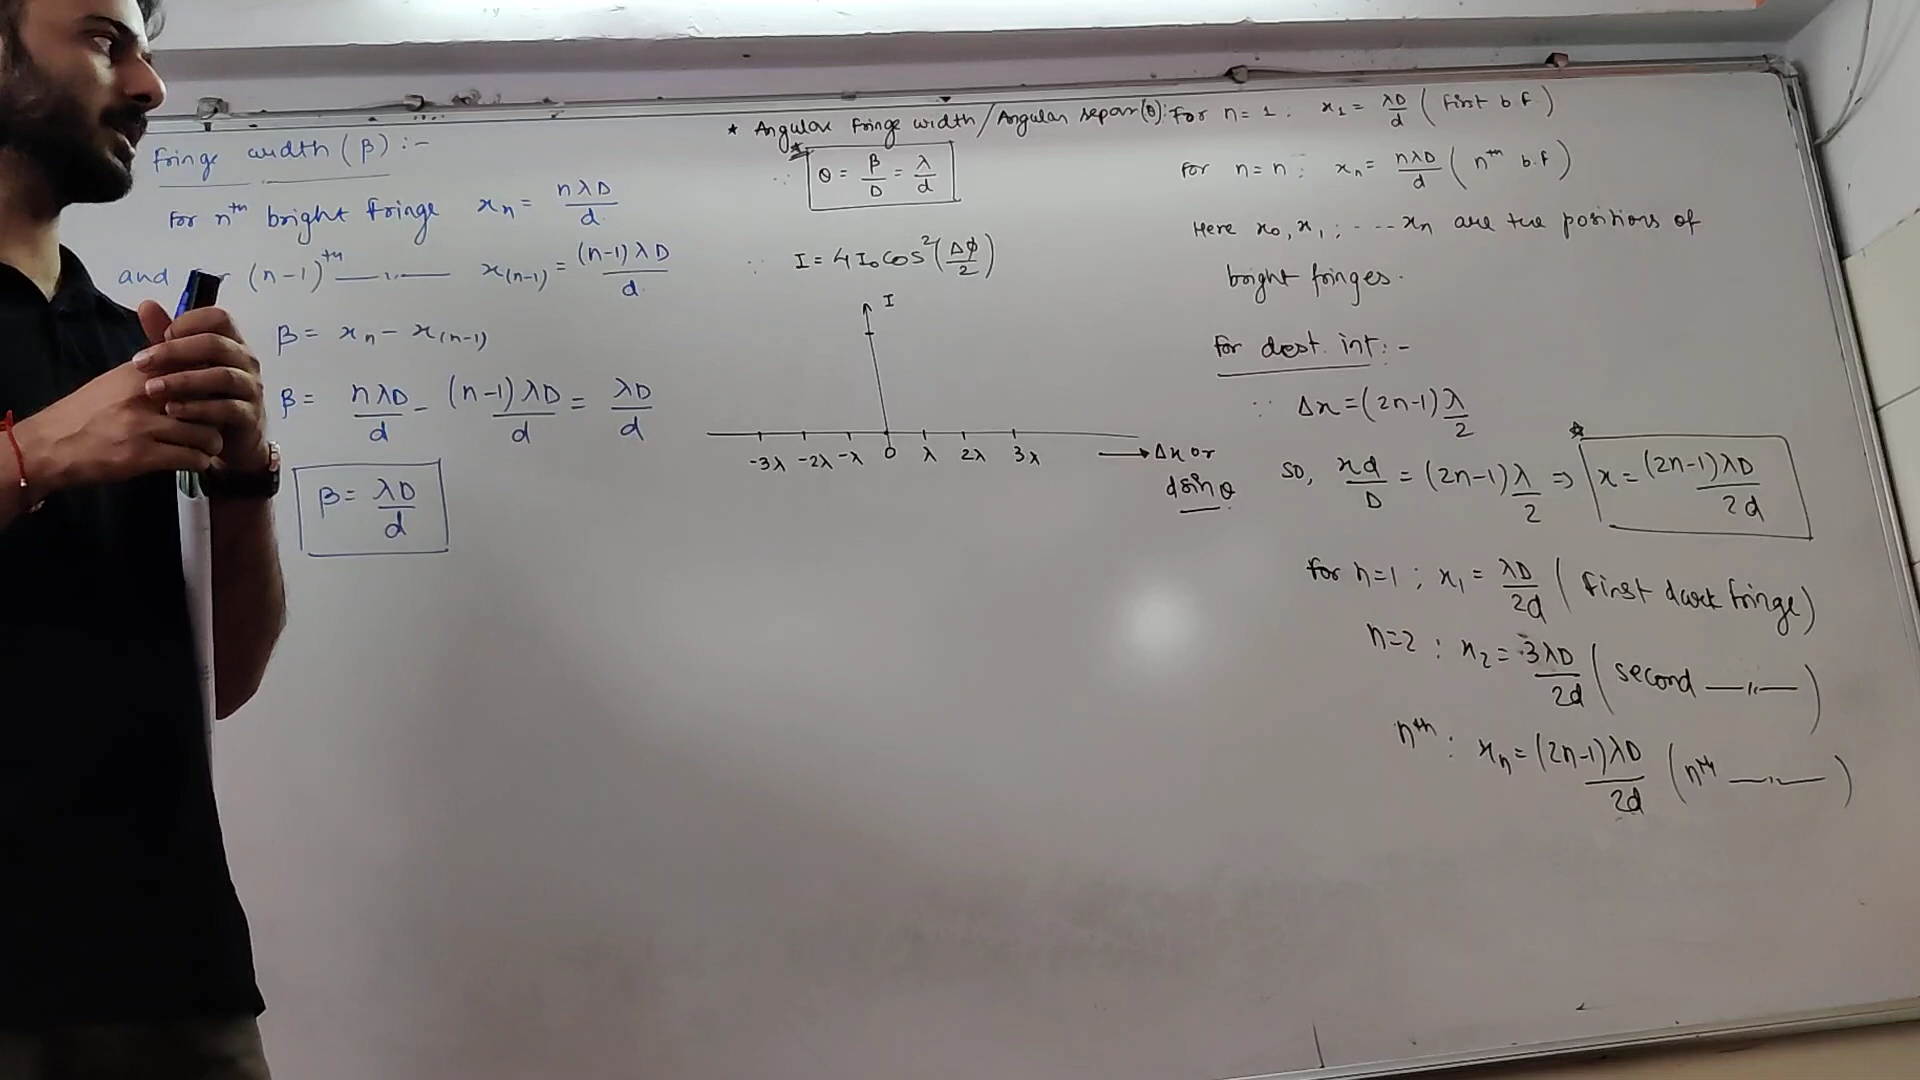 Fringe width (β) :-
For nᵗʰ bright fringe xₙ = nλD/d
and (n-1)ᵗʰ —„— x₍ₙ₋₁₎ = (n-1)λD/d
β = xₙ - x₍ₙ₋₁₎
β = nλD/d - (n-1)λD/d = λD/d
β = λD/d
* Angular fringe width/Angular separ(θ):
∵ θ = β/D = λ/d
∵ I = 4I₀cos²(Δϕ/2)
I
-3λ -2λ -λ 0 λ 2λ 3λ → Δx or
dsinθ
For n = 1 : x₁ = λD/d (first b.f)
For n = n : xₙ = nλD/d (nᵗʰ b.f)
Here x₀, x₁, ; ---- xₙ are the positions of
bright fringes.
For dest. int: -
∵ Δx = (2n-1)λ/2
so, xd/D = (2n-1)λ/2 ⇒ x = (2n-1)λD/2d
For n=1 ; x₁ = λD/2d (first dark fringe)
n=2 : x₂ = 3λD/2d (second —„—)
nᵗʰ : xₙ = (2n-1)λD/2d (nᵗʰ —„—)